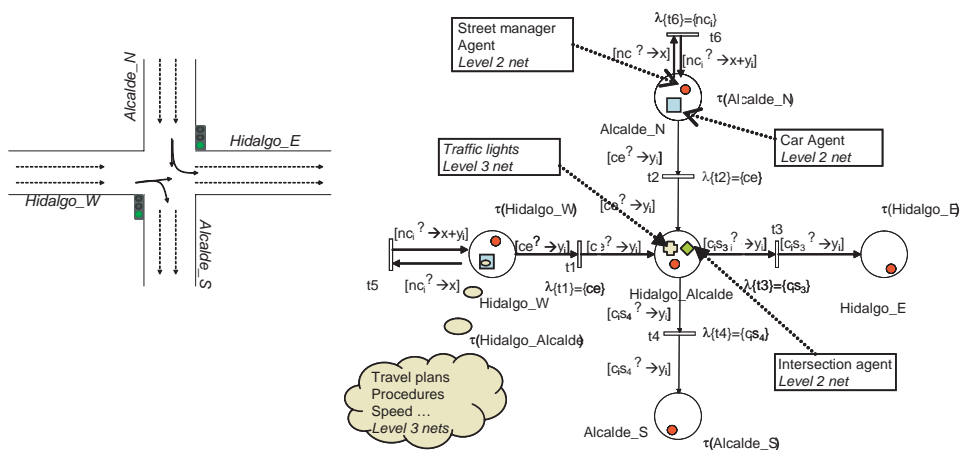 Alcalde_N
Hidalgo_E
Hidalgo_W
Alcalde_S
Street manager
Agent
Level 2 net
λ{t6}={nci}
t6
[nc ? →x]
[nci ? →x+yi]
τ(Alcalde_N)
Alcalde_N
Car Agent
Level 2 net
Traffic lights
Level 3 net
[ce ? →yi]
t2
λ{t2}={ce}
[ce ? →yi]
τ(Hidalgo_W)
τ(Hidalgo_E)
t3
[nci ? →x+yi]
[ce ? →yi]
[ce ? →yi]
[cis3 ? →yi]
[cis3 ? →yi]
t5
[nci ? →x]
t1
Hidalgo_W
λ{t1}={ce}
Hidalgo_Alcalde
λ{t3}={cis3}
Hidalgo_E
[cis4 ? →yi]
τ(Hidalgo_Alcalde)
t4
λ{t4}={cis4}
Travel plans
Procedures
Speed ...
Level 3 nets
[cis4 ? →yi]
Intersection agent
Level 2 net
Alcalde_S
τ(Alcalde_S)